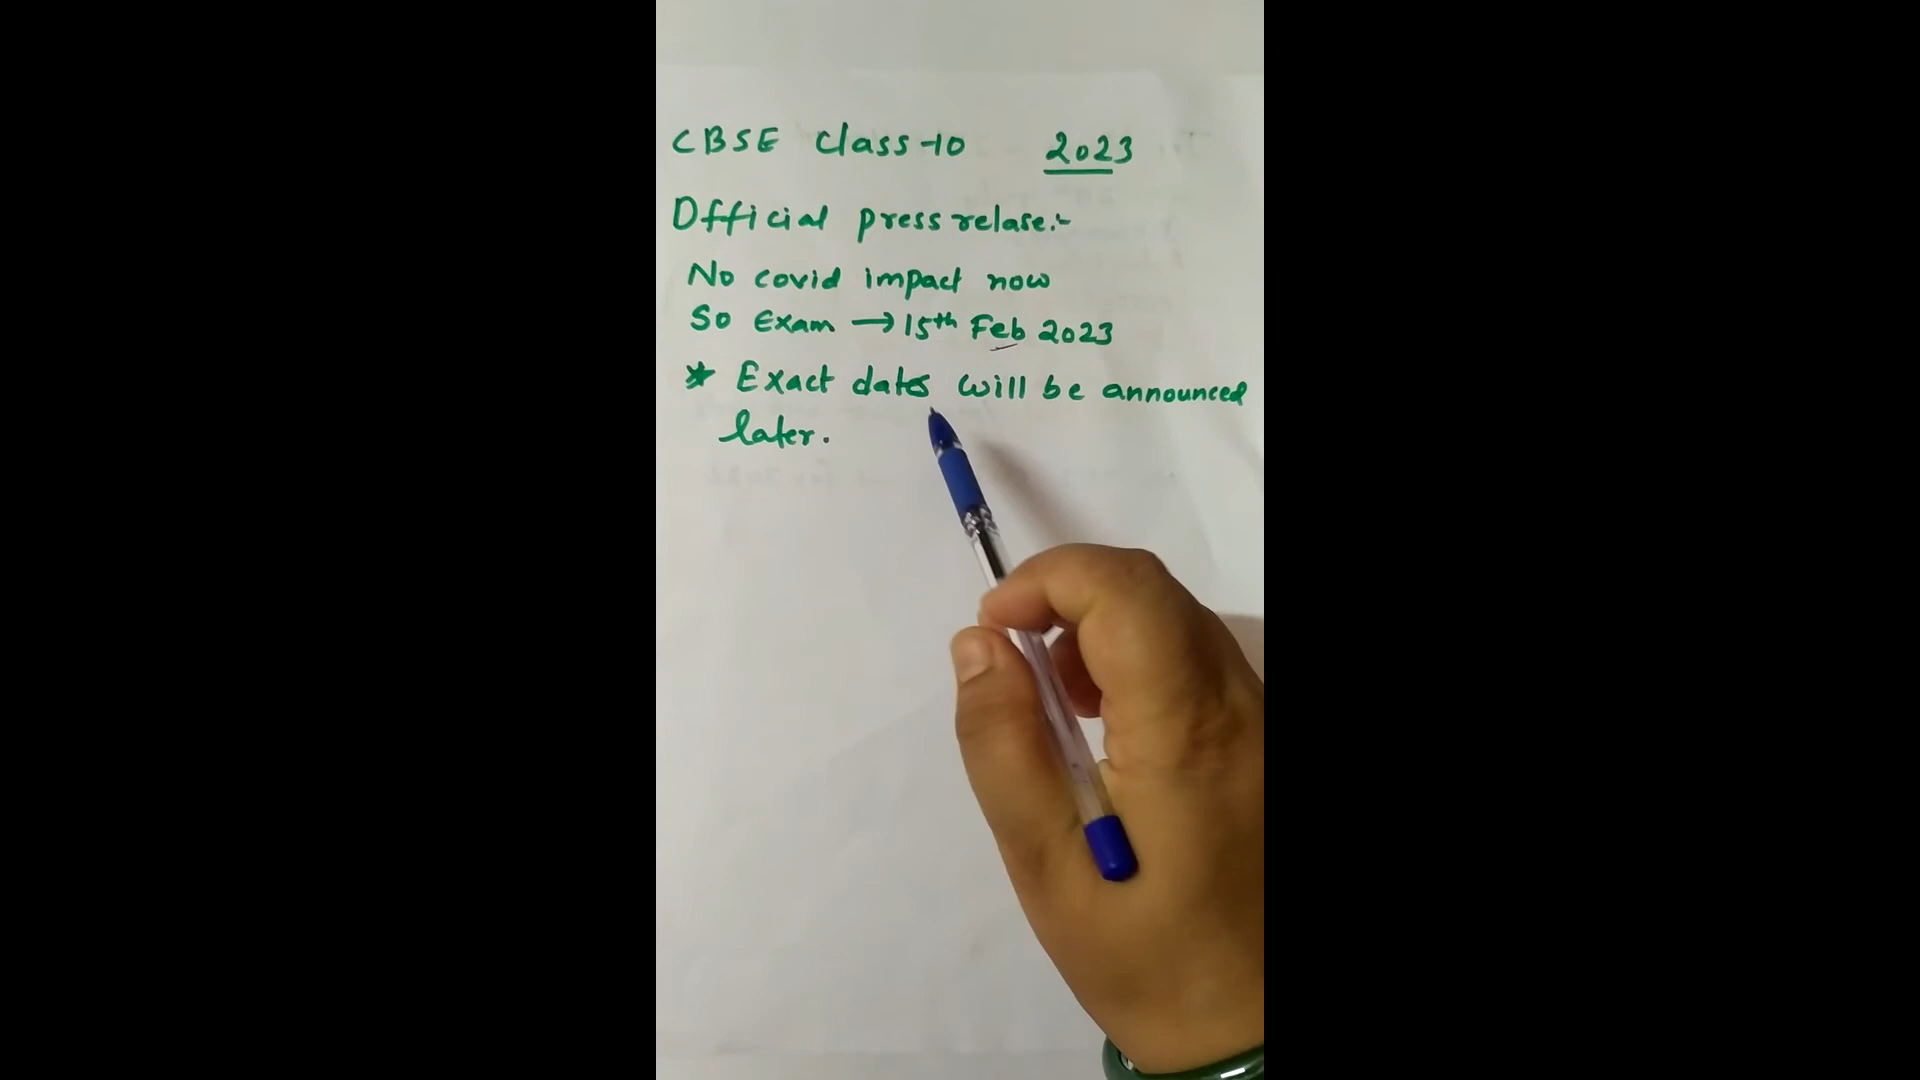 CBSE Class-10 2023
Official press relase:-
No covid impact now
So Exam → 15th Feb 2023
* Exact dates will be announced
later.